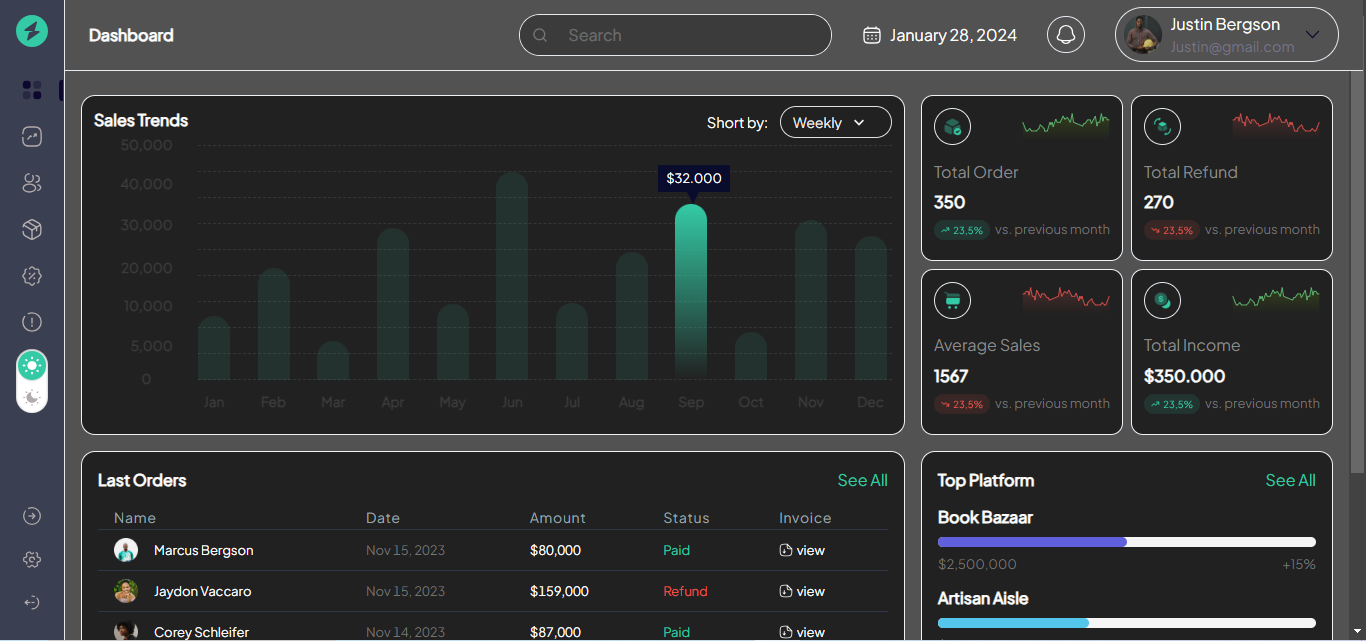 Dashboard
Search
January 28, 2024
Justin Bergson
Justin@gmail.com
Sales Trends
Short by:
Weekly
50,000
40,000
30,000
20,000
10,000
5,000
0
$32.000
Jan Feb Mar Apr May Jun Jul Aug Sep Oct Nov Dec
Total Order
350
23,5% vs. previous month
Total Refund
270
23,5% vs. previous month
Average Sales
1567
23,5% vs. previous month
Total Income
$350.000
23,5% vs. previous month
Last Orders
See All
Name Date Amount Status Invoice
Marcus Bergson Nov 15, 2023 $80,000 Paid view
Jaydon Vaccaro Nov 15, 2023 $159,000 Refund view
Corey Schleifer Nov 14, 2023 $87,000 Paid view
Top Platform
See All
Book Bazaar
$2,500,000 +15%
Artisan Aisle